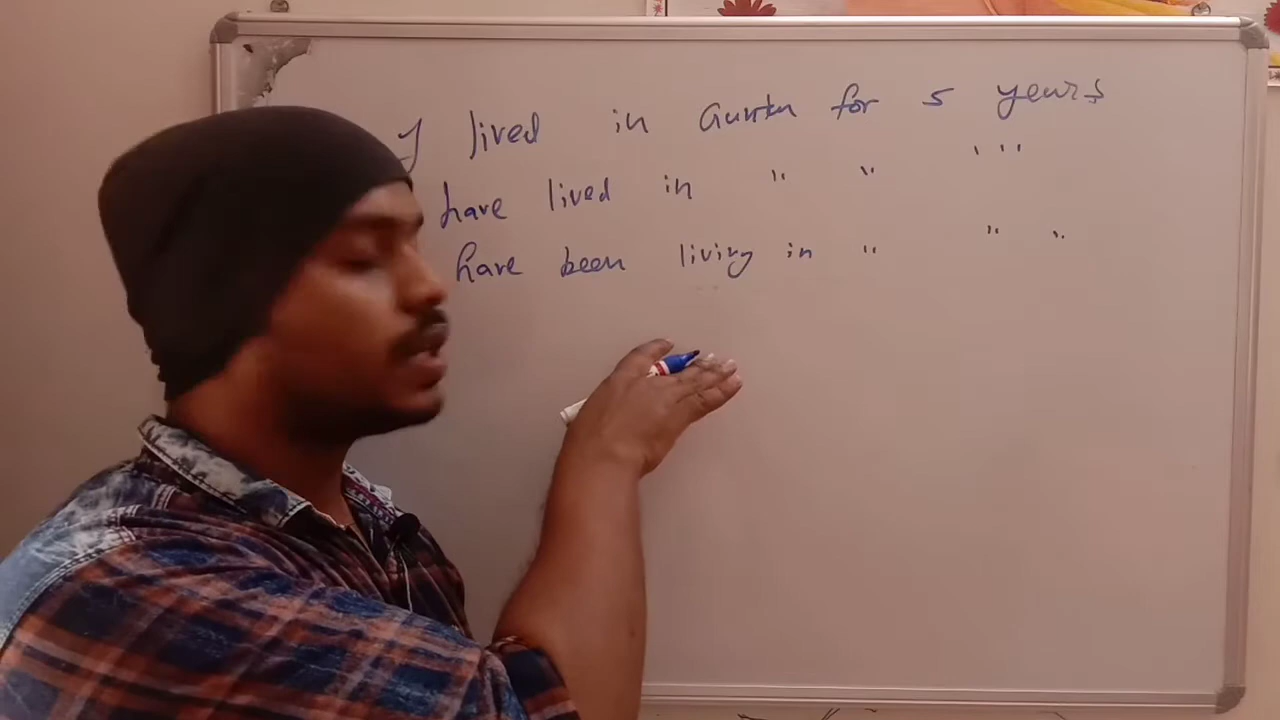 I lived in Guntur for 5 years
have lived in " " " "
have been living in " " "